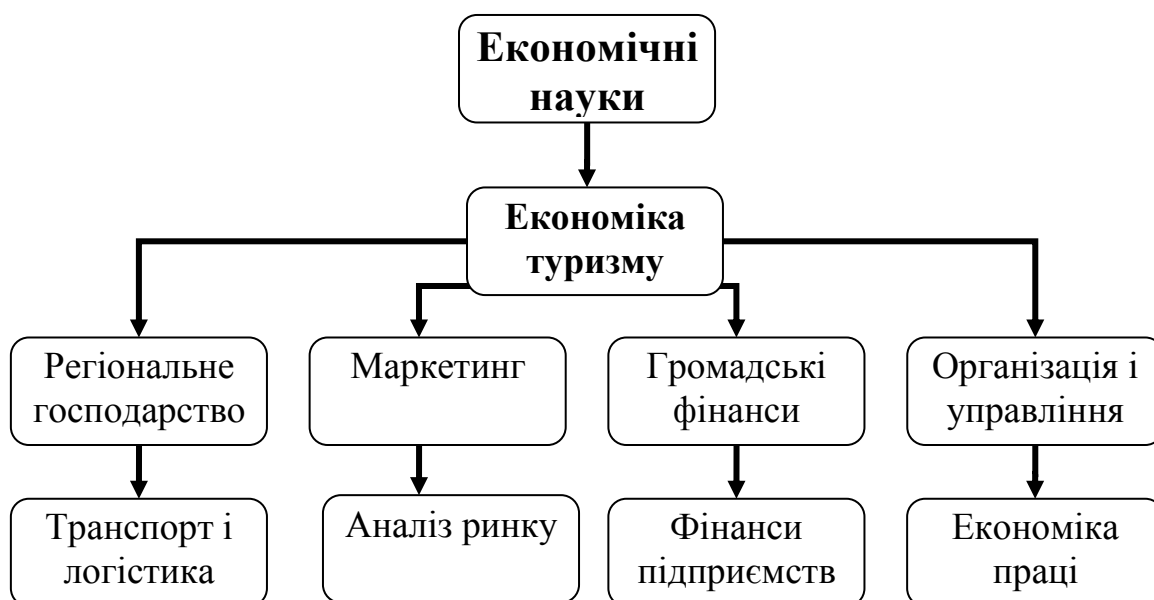 Економічні
науки
Економіка
туризму
Регіональне
господарство
Маркетинг
Громадські
фінанси
Організація і
управління
Транспорт і
логістика
Аналіз ринку
Фінанси
підприємств
Економіка
праці